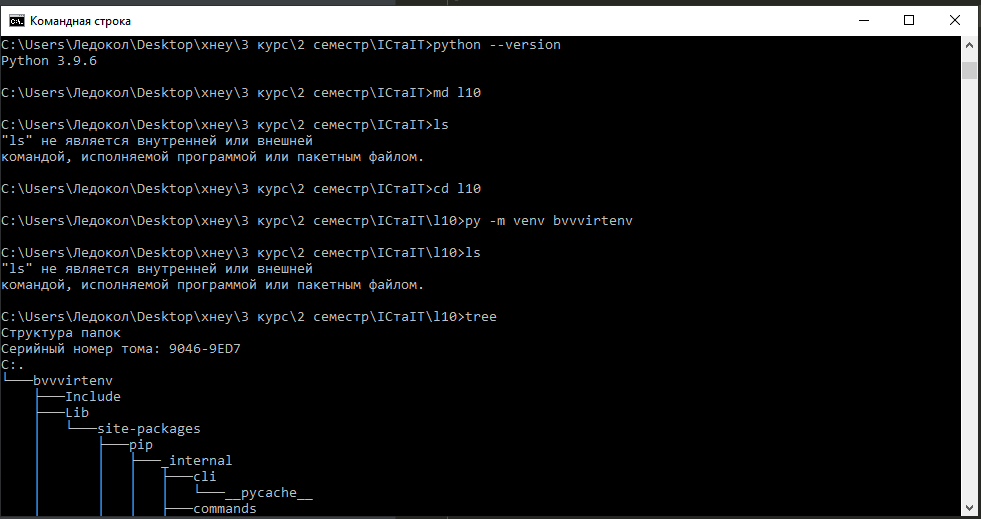 Командная строка
C:\Users\Ледокол\Desktop\хнеу\3 курс\2 семестр\ІСтаІТ>python --version
Python 3.9.6
C:\Users\Ледокол\Desktop\хнеу\3 курс\2 семестр\ІСтаІТ>md l10
C:\Users\Ледокол\Desktop\хнеу\3 курс\2 семестр\ІСтаІТ>ls
"ls" не является внутренней или внешней
командой, исполняемой программой или пакетным файлом.
C:\Users\Ледокол\Desktop\хнеу\3 курс\2 семестр\ІСтаІТ>cd l10
C:\Users\Ледокол\Desktop\хнеу\3 курс\2 семестр\ІСтаІТ\l10>py -m venv bvvvirtenv
C:\Users\Ледокол\Desktop\хнеу\3 курс\2 семестр\ІСтаІТ\l10>ls
"ls" не является внутренней или внешней
командой, исполняемой программой или пакетным файлом.
C:\Users\Ледокол\Desktop\хнеу\3 курс\2 семестр\ІСтаІТ\l10>tree
Структура папок
Серийный номер тома: 9046-9ED7
C:.
└───bvvvirtenv
    ├───Include
    ├───Lib
    │   └───site-packages
    │       ├───pip
    │       │   ├───_internal
    │       │   │   ├───cli
    │       │   │   │   └───__pycache__
    │       │   │   ├───commands